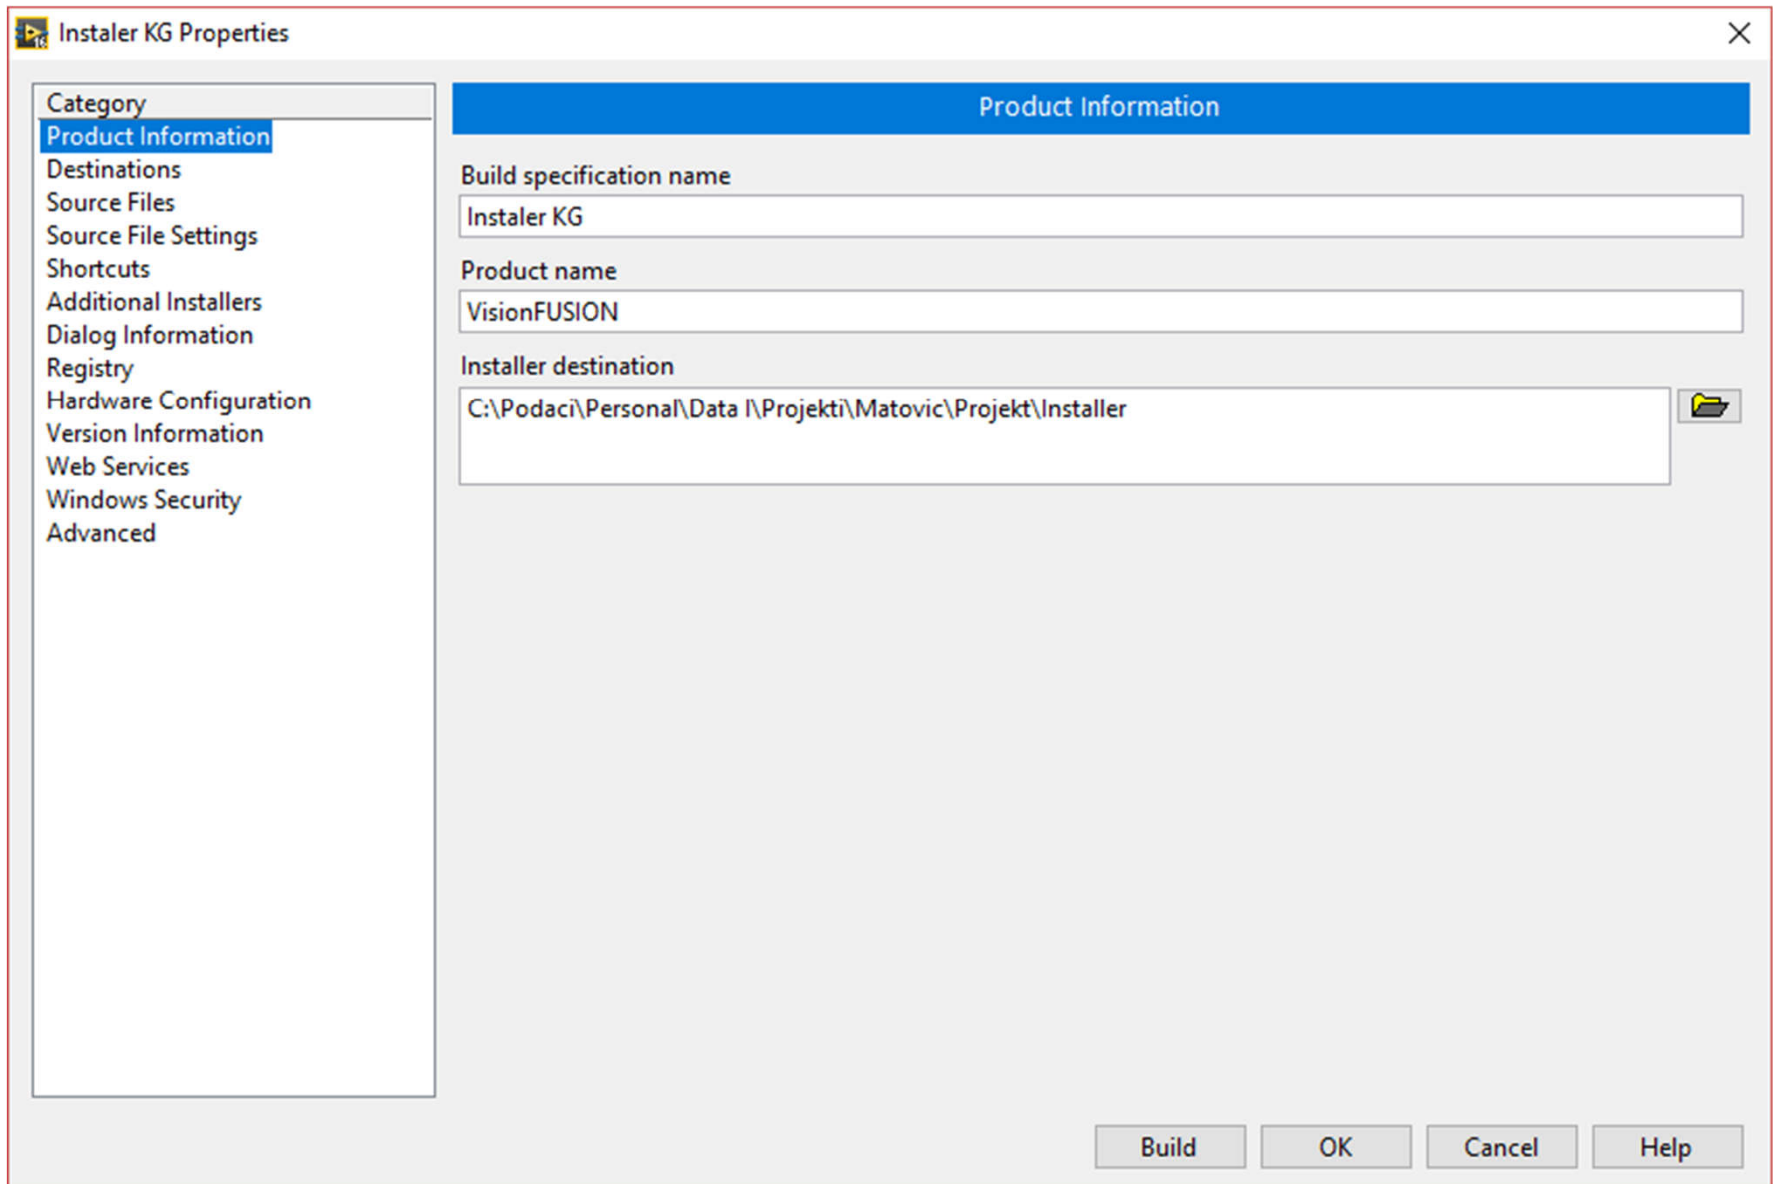 Instaler KG Properties
Category
Product Information
Destinations
Source Files
Source File Settings
Shortcuts
Additional Installers
Dialog Information
Registry
Hardware Configuration
Version Information
Web Services
Windows Security
Advanced
Product Information
Build specification name
Instaler KG
Product name
VisionFUSION
Installer destination
C:\Podaci\Personal\Data I\Projekti\Matovic\Projekt\Installer
Build
OK
Cancel
Help